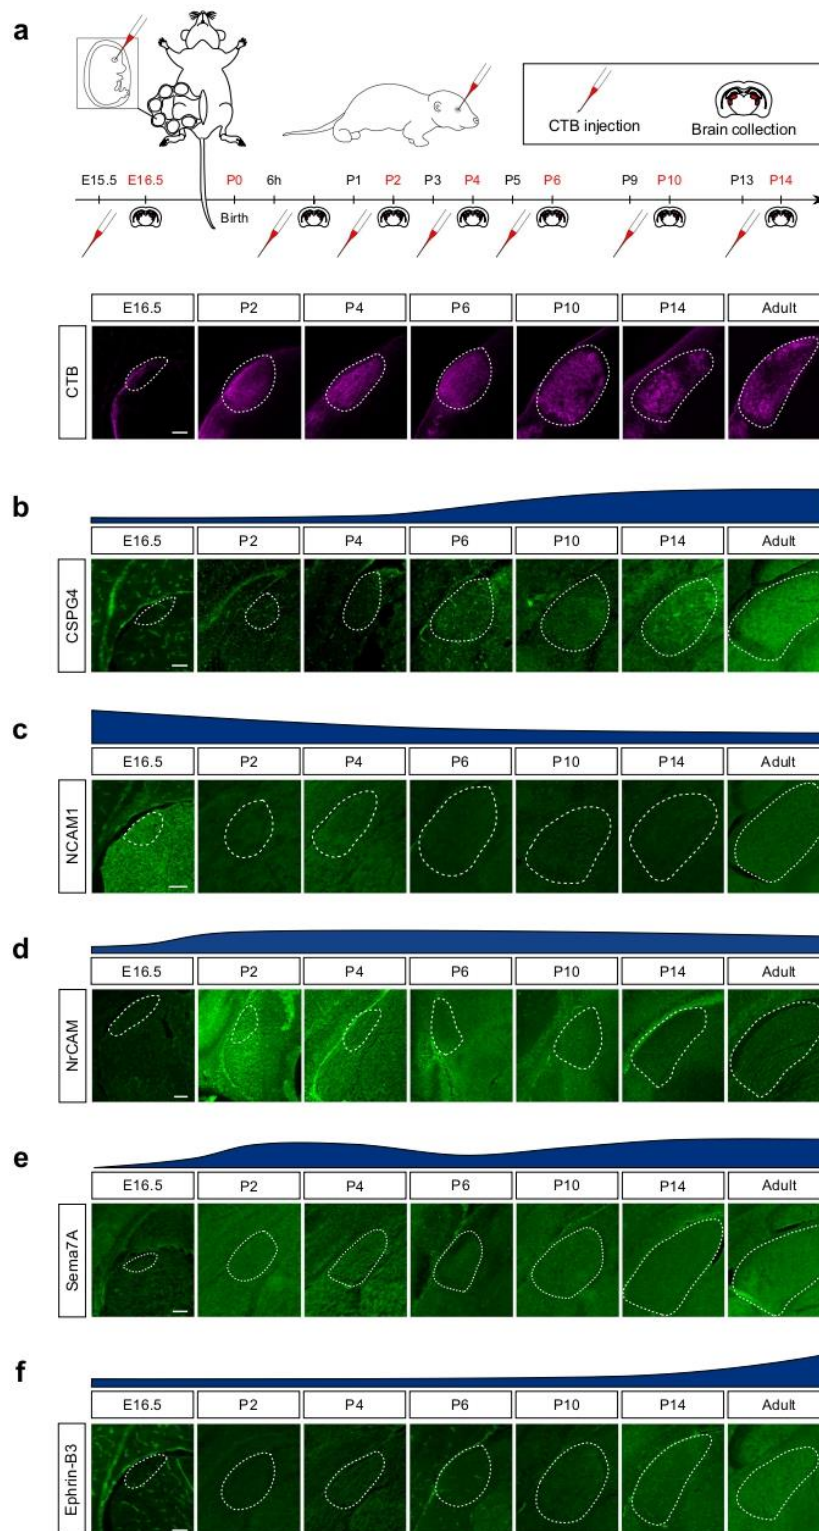 a
CTB injection
Brain collection
E15.5 E16.5 P0 6h P1 P2 P3 P4 P5 P6 P9 P10 P13 P14
Birth
E16.5 P2 P4 P6 P10 P14 Adult
CTB
b
E16.5 P2 P4 P6 P10 P14 Adult
CSPG4
c
E16.5 P2 P4 P6 P10 P14 Adult
NCAM1
d
E16.5 P2 P4 P6 P10 P14 Adult
NrCAM
e
E16.5 P2 P4 P6 P10 P14 Adult
Sema7A
f
E16.5 P2 P4 P6 P10 P14 Adult
Ephrin-B3